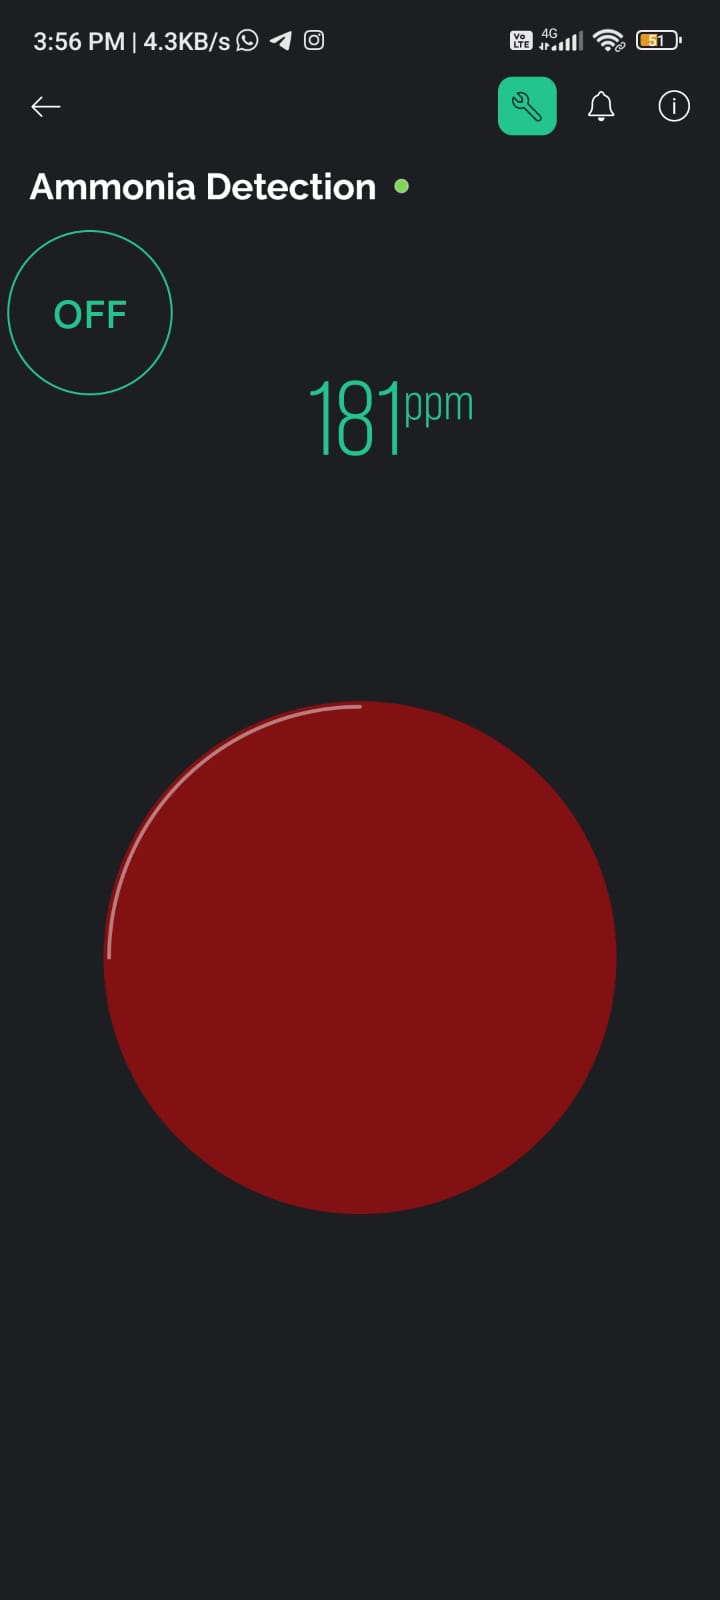 3:56 PM | 4.3KB/s Vo LTE 4G 51
Ammonia Detection
OFF
181ppm